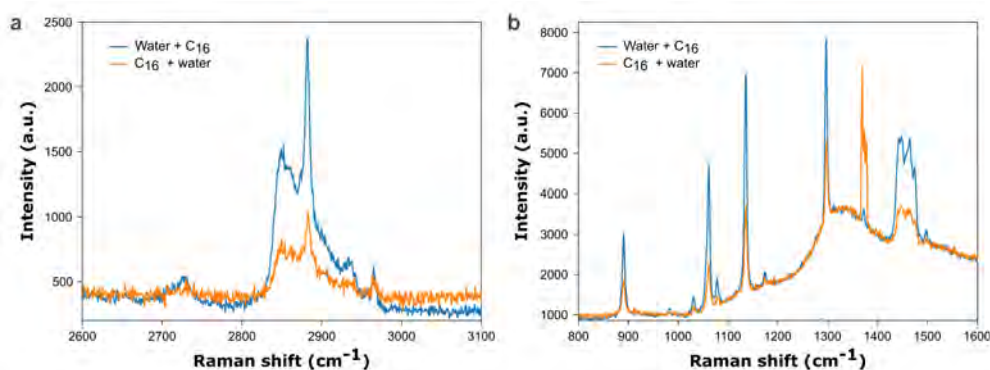 a
2500
2000
1500
1000
500
Intensity (a.u.)
Water + C16
C16 + water
2600 2700 2800 2900 3000 3100
Raman shift (cm-1)
b
8000
7000
6000
5000
4000
3000
2000
1000
Intensity (a.u.)
Water + C16
C16 + water
800 900 1000 1100 1200 1300 1400 1500 1600
Raman shift (cm-1)